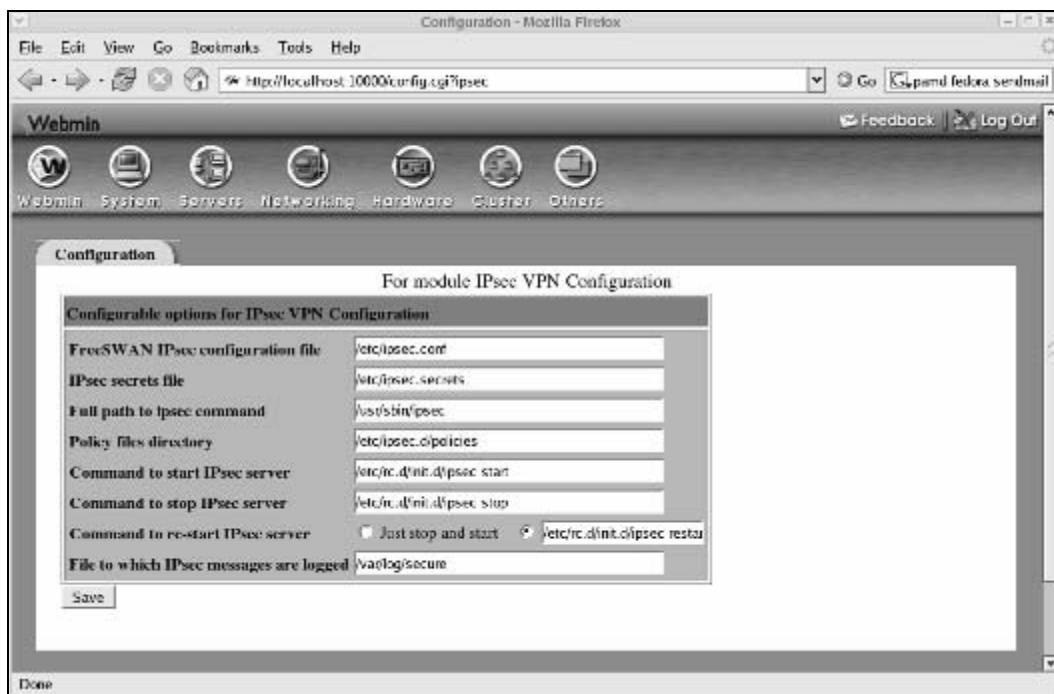 Configuration - Mozilla Firefox
File Edit View Go Bookmarks Tools Help
http://localhost:10000/config.cgi?ipsec Go pamd fedora sendmail
Webmin Feedback Log Out
Webmin System Servers Networking Hardware Cluster Others
Configuration
For module IPsec VPN Configuration
Configurable options for IPsec VPN Configuration
FreeSWAN IPsec configuration file /etc/ipsec.conf
IPsec secrets file /etc/ipsec.secrets
Full path to ipsec command /usr/sbin/ipsec
Policy files directory /etc/ipsec.d/policies
Command to start IPsec server /etc/rc.d/init.d/ipsec start
Command to stop IPsec server /etc/rc.d/init.d/ipsec stop
Command to re-start IPsec server Just stop and start /etc/rc.d/init.d/ipsec restar
File to which IPsec messages are logged /var/log/secure
Save
Done